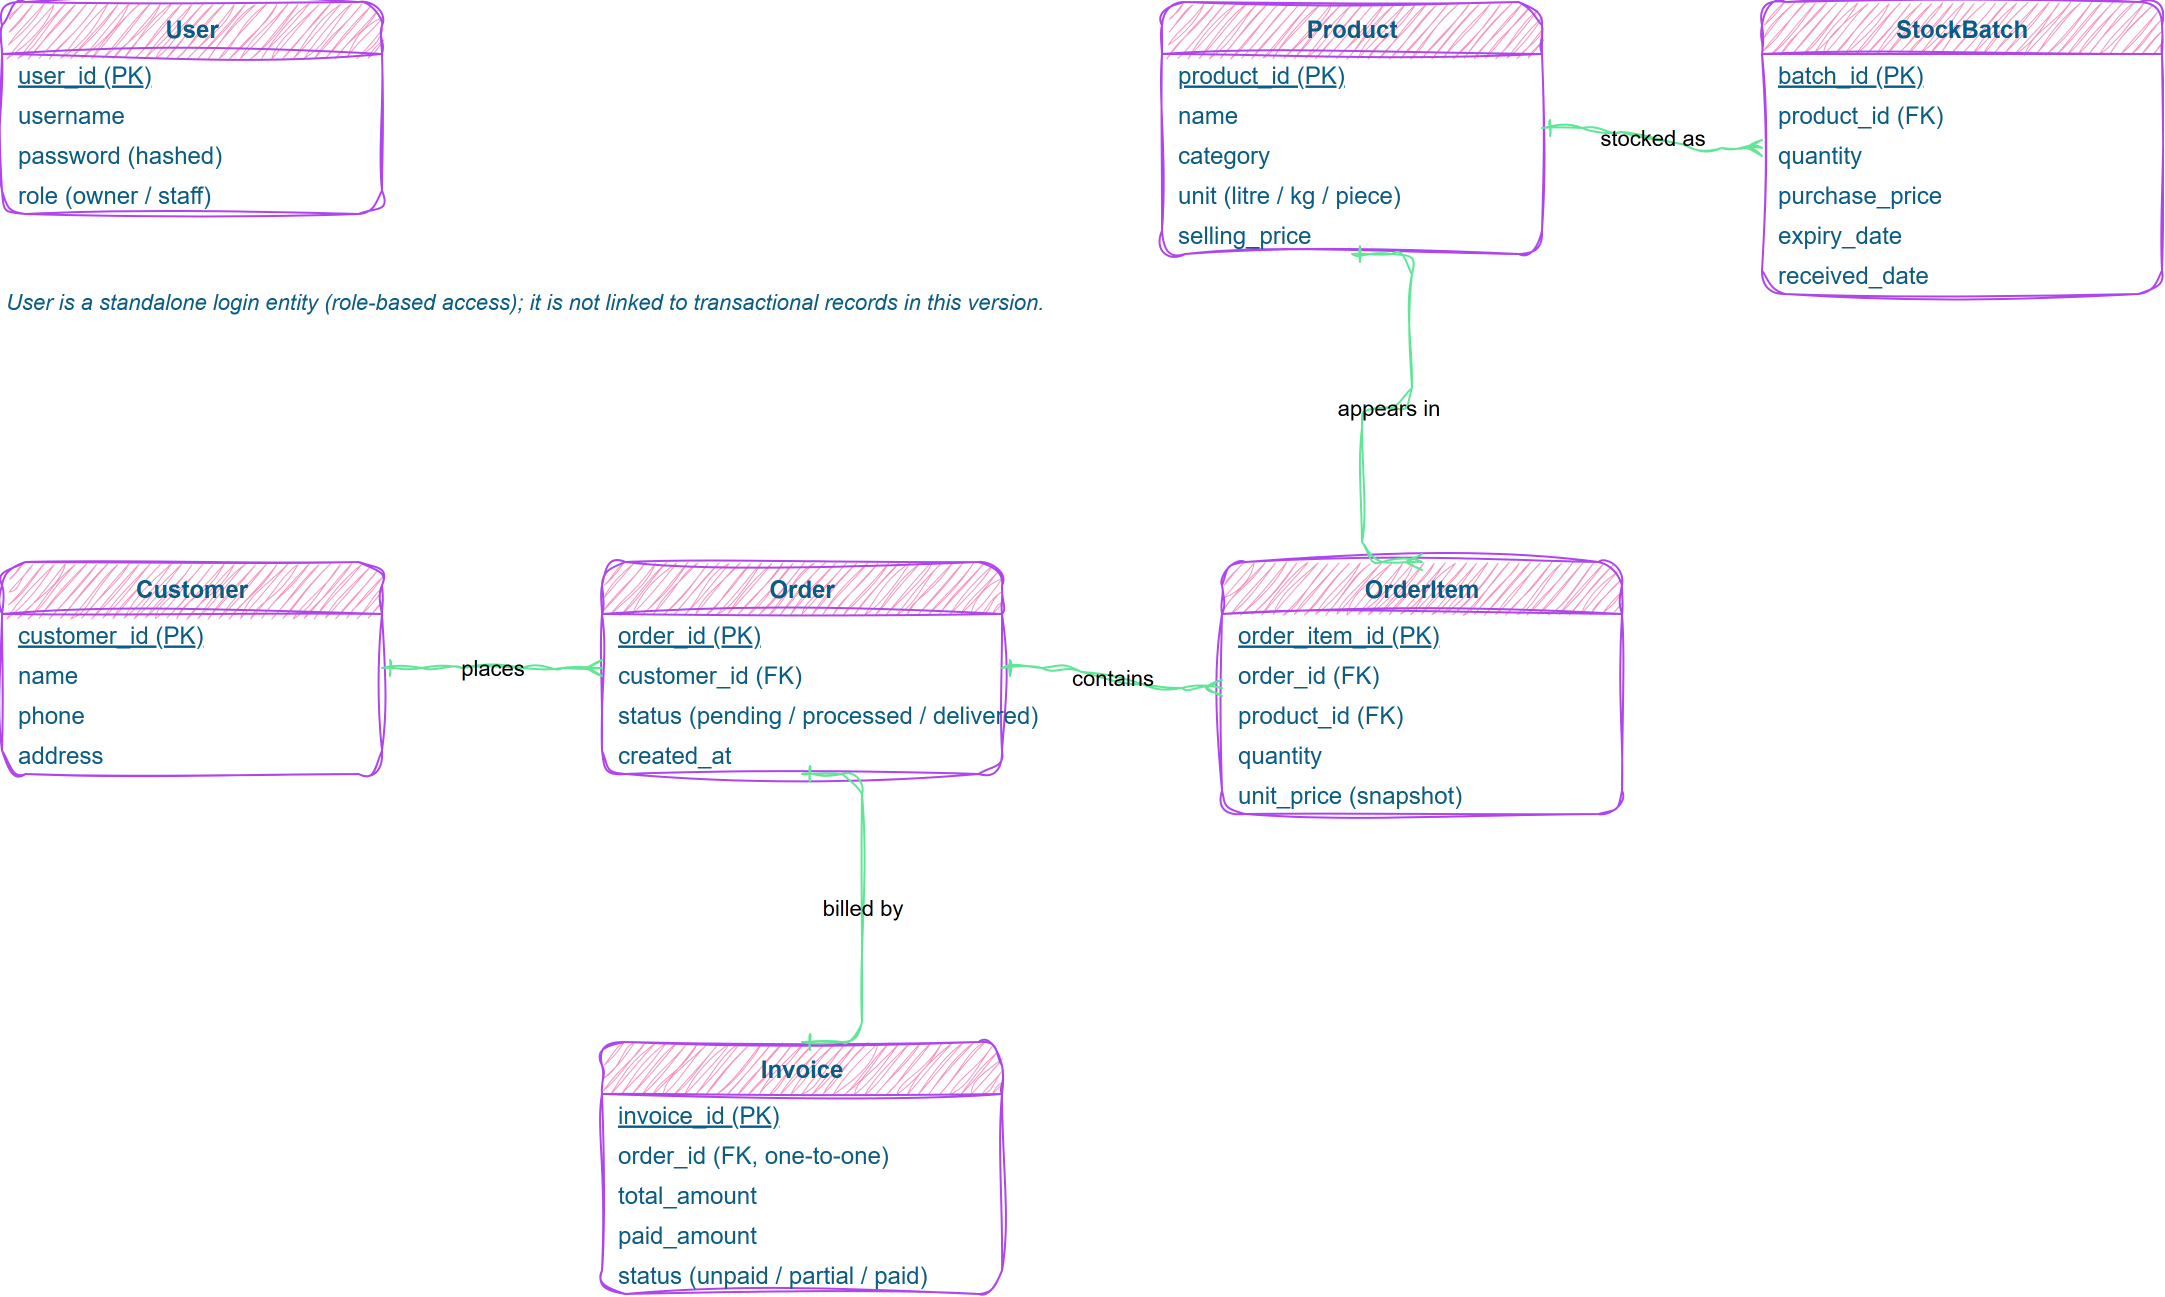 User
user_id (PK)
username
password (hashed)
role (owner / staff)
User is a standalone login entity (role-based access); it is not linked to transactional records in this version.
Product
product_id (PK)
name
category
unit (litre / kg / piece)
selling_price
stocked as
StockBatch
batch_id (PK)
product_id (FK)
quantity
purchase_price
expiry_date
received_date
appears in
Customer
customer_id (PK)
name
phone
address
places
Order
order_id (PK)
customer_id (FK)
status (pending / processed / delivered)
created_at
contains
OrderItem
order_item_id (PK)
order_id (FK)
product_id (FK)
quantity
unit_price (snapshot)
billed by
Invoice
invoice_id (PK)
order_id (FK, one-to-one)
total_amount
paid_amount
status (unpaid / partial / paid)